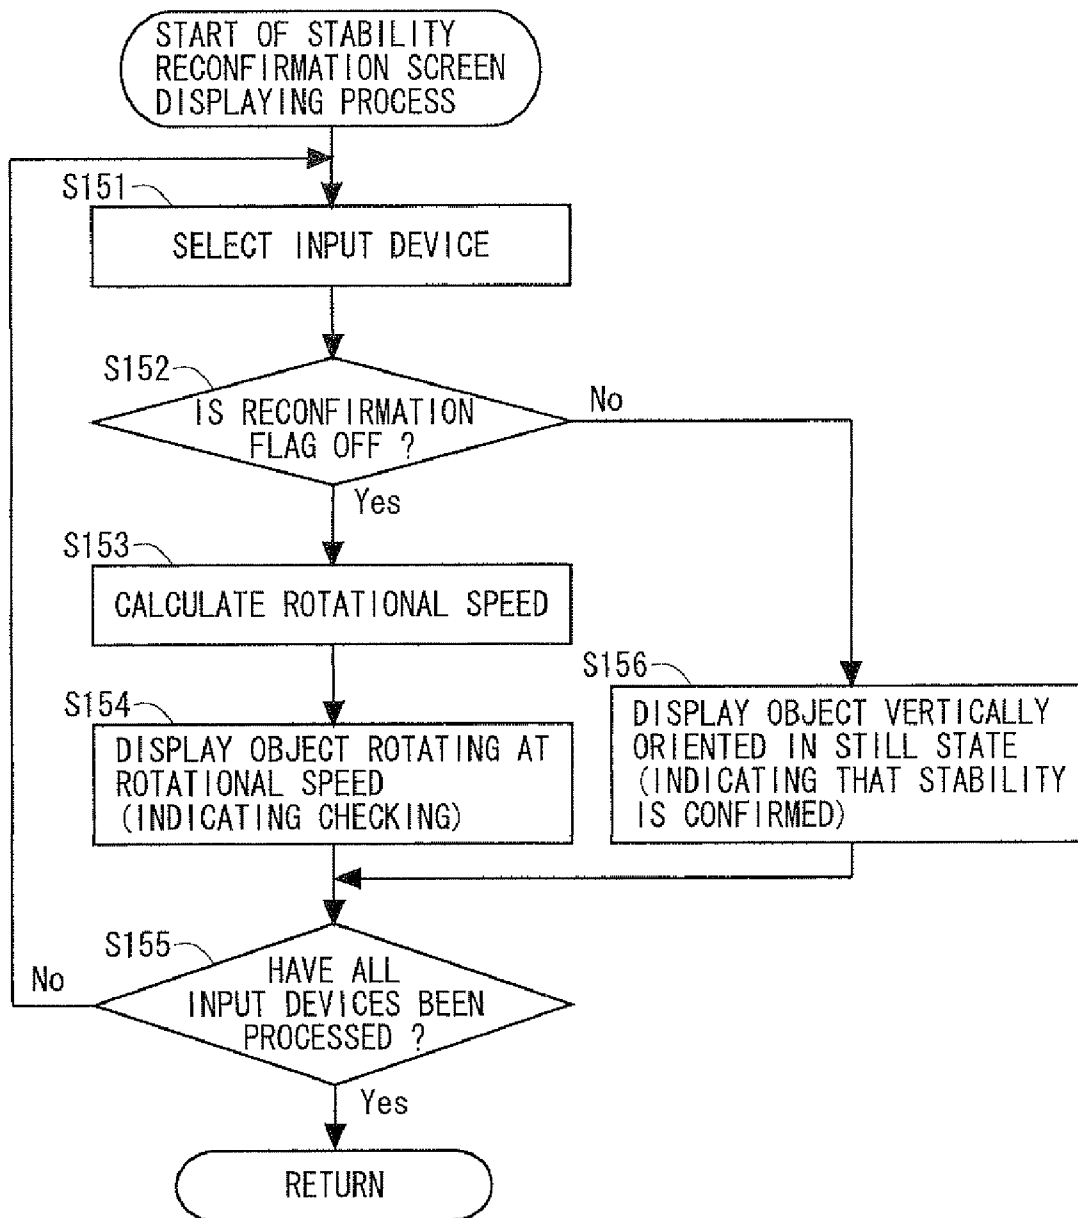 START OF STABILITY
RECONFIRMATION SCREEN
DISPLAYING PROCESS
S151
SELECT INPUT DEVICE
S152
IS RECONFIRMATION
FLAG OFF ?
No
Yes
S153
CALCULATE ROTATIONAL SPEED
S154
DISPLAY OBJECT ROTATING AT
ROTATIONAL SPEED
(INDICATING CHECKING)
S156
DISPLAY OBJECT VERTICALLY
ORIENTED IN STILL STATE
(INDICATING THAT STABILITY
IS CONFIRMED)
S155
HAVE ALL
INPUT DEVICES BEEN
PROCESSED ?
No
Yes
RETURN